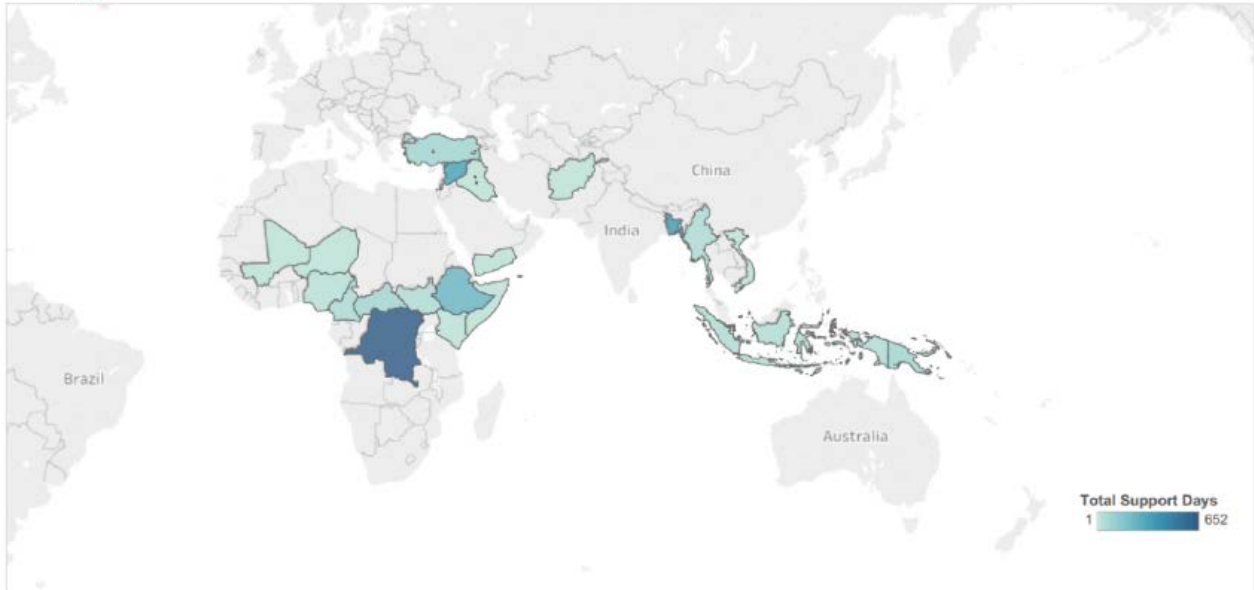 China
India
Brazil
Australia
Total Support Days
1 652